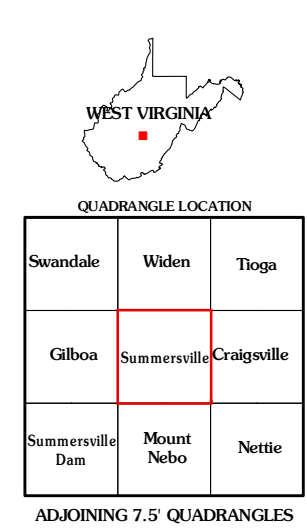 WEST VIRGINIA
QUADRANGLE LOCATION
Swandale Widen Tioga
Gilboa Summersville Craigsville
Summersville Mount Nettie
Dam Nebo
ADJOINING 7.5' QUADRANGLES